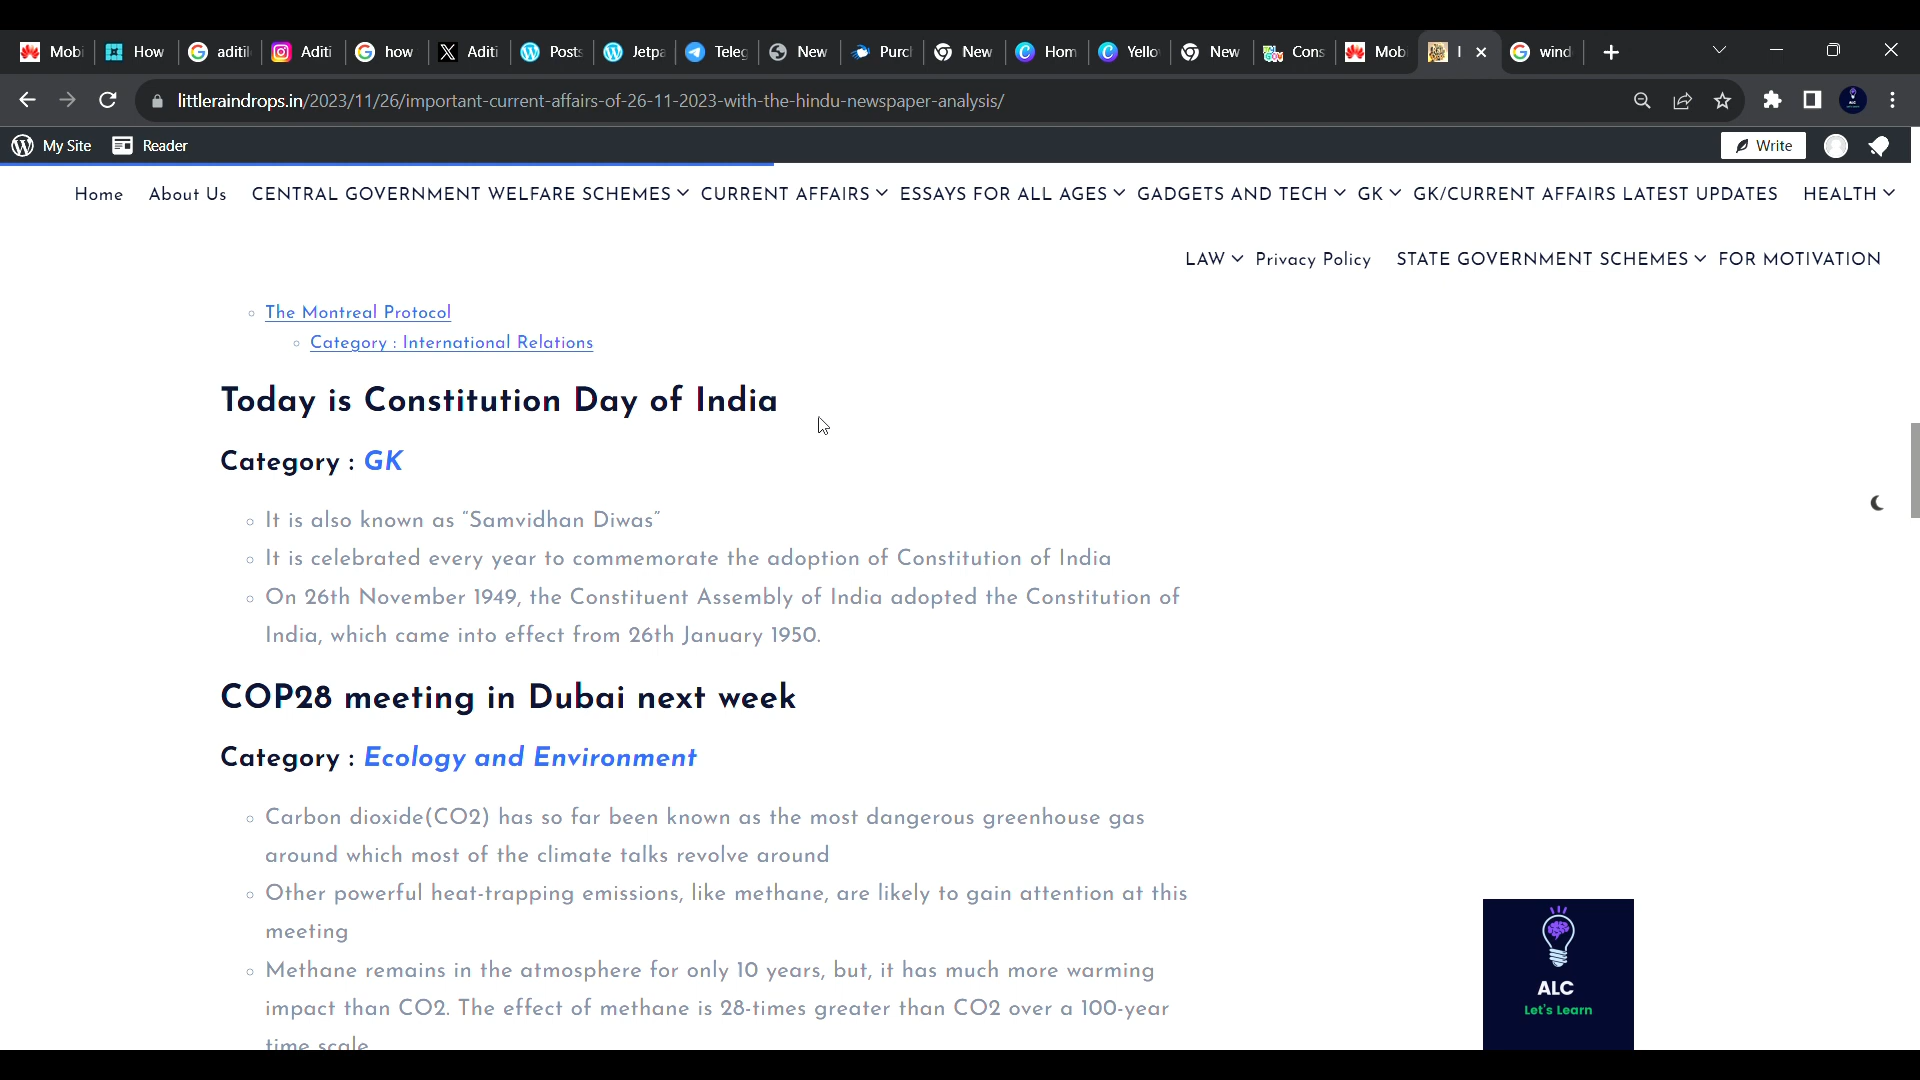 Mobi How aditil Aditi how Aditi Posts Jetpa Teleg New Purch New Hom Yello New Cons Mobi I wind
littleraindrops.in/2023/11/26/important-current-affairs-of-26-11-2023-with-the-hindu-newspaper-analysis/
My Site Reader Write
Home About Us CENTRAL GOVERNMENT WELFARE SCHEMES CURRENT AFFAIRS ESSAYS FOR ALL AGES GADGETS AND TECH GK GK/CURRENT AFFAIRS LATEST UPDATES HEALTH
LAW Privacy Policy STATE GOVERNMENT SCHEMES FOR MOTIVATION
The Montreal Protocol
Category : International Relations
Today is Constitution Day of India
Category : GK
It is also known as “Samvidhan Diwas”
It is celebrated every year to commemorate the adoption of Constitution of India
On 26th November 1949, the Constituent Assembly of India adopted the Constitution of
India, which came into effect from 26th January 1950.
COP28 meeting in Dubai next week
Category : Ecology and Environment
Carbon dioxide(CO2) has so far been known as the most dangerous greenhouse gas
around which most of the climate talks revolve around
Other powerful heat-trapping emissions, like methane, are likely to gain attention at this
meeting
Methane remains in the atmosphere for only 10 years, but, it has much more warming
impact than CO2. The effect of methane is 28-times greater than CO2 over a 100-year
time scale
ALC
Let's Learn